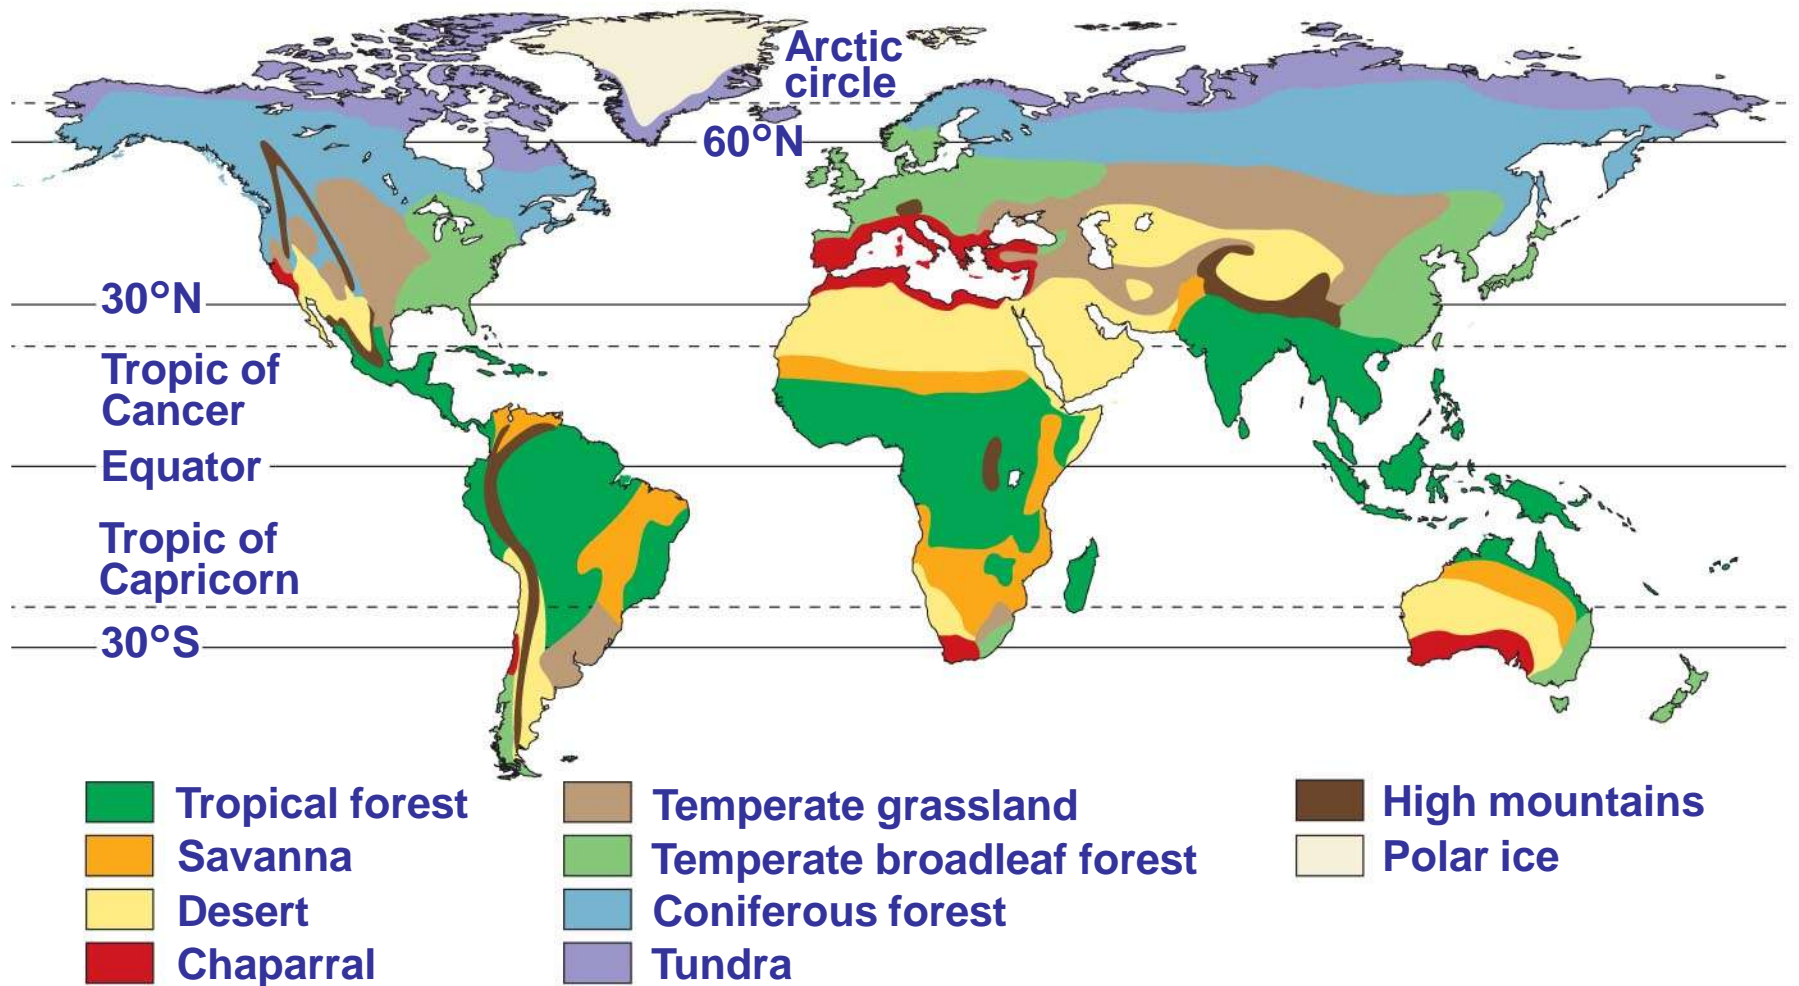 Arctic
circle
60°N
30°N
Tropic of
Cancer
Equator
Tropic of
Capricorn
30°S
Tropical forest
Savanna
Desert
Chaparral
Temperate grassland
Temperate broadleaf forest
Coniferous forest
Tundra
High mountains
Polar ice